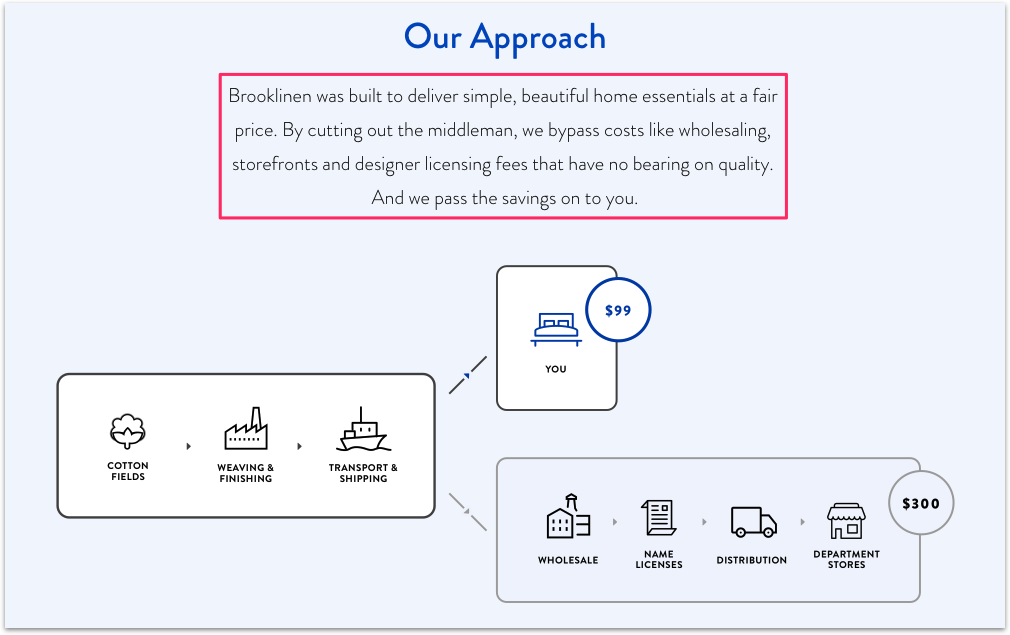 Our Approach
Brooklinen was built to deliver simple, beautiful home essentials at a fair
price. By cutting out the middleman, we bypass costs like wholesaling,
storefronts and designer licensing fees that have no bearing on quality.
And we pass the savings on to you.
$99
YOU
COTTON
FIELDS
WEAVING &
FINISHING
TRANSPORT &
SHIPPING
$300
WHOLESALE
NAME
LICENSES
DISTRIBUTION
DEPARTMENT
STORES